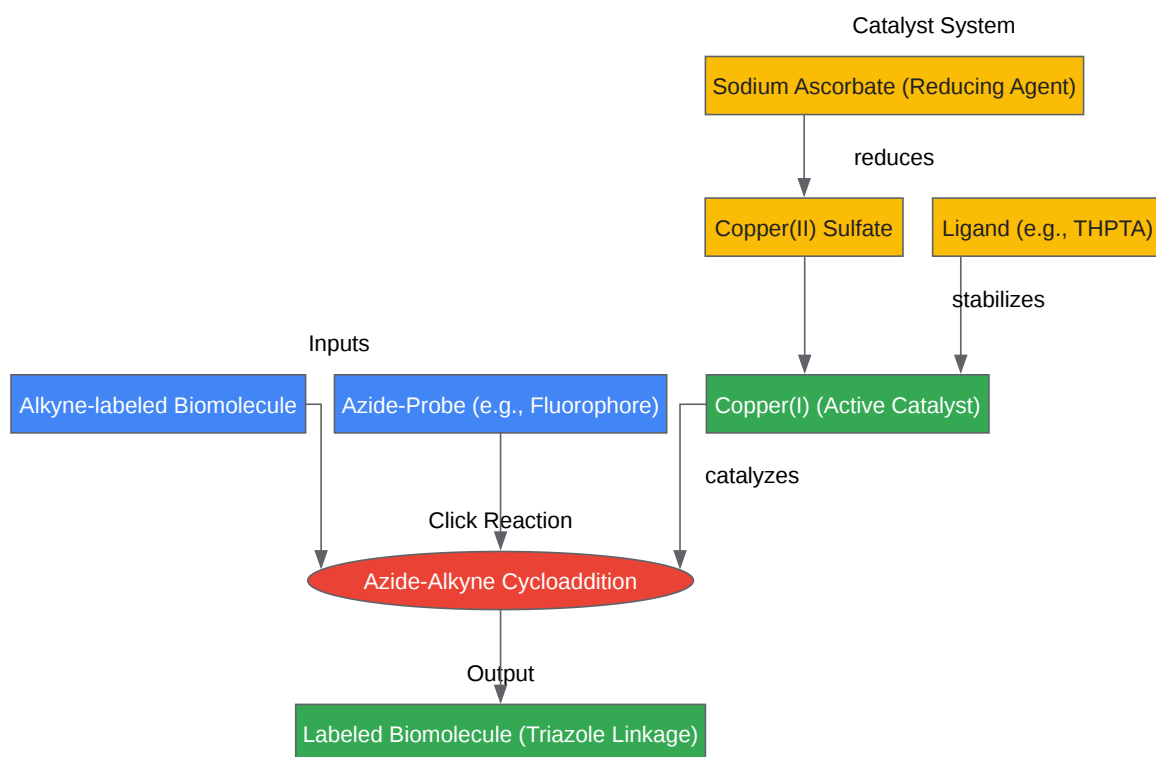 Catalyst System
Sodium Ascorbate (Reducing Agent)
reduces
Copper(II) Sulfate
Ligand (e.g., THPTA)
stabilizes
Inputs
Alkyne-labeled Biomolecule
Azide-Probe (e.g., Fluorophore)
Copper(I) (Active Catalyst)
catalyzes
Click Reaction
Azide-Alkyne Cycloaddition
Output
Labeled Biomolecule (Triazole Linkage)